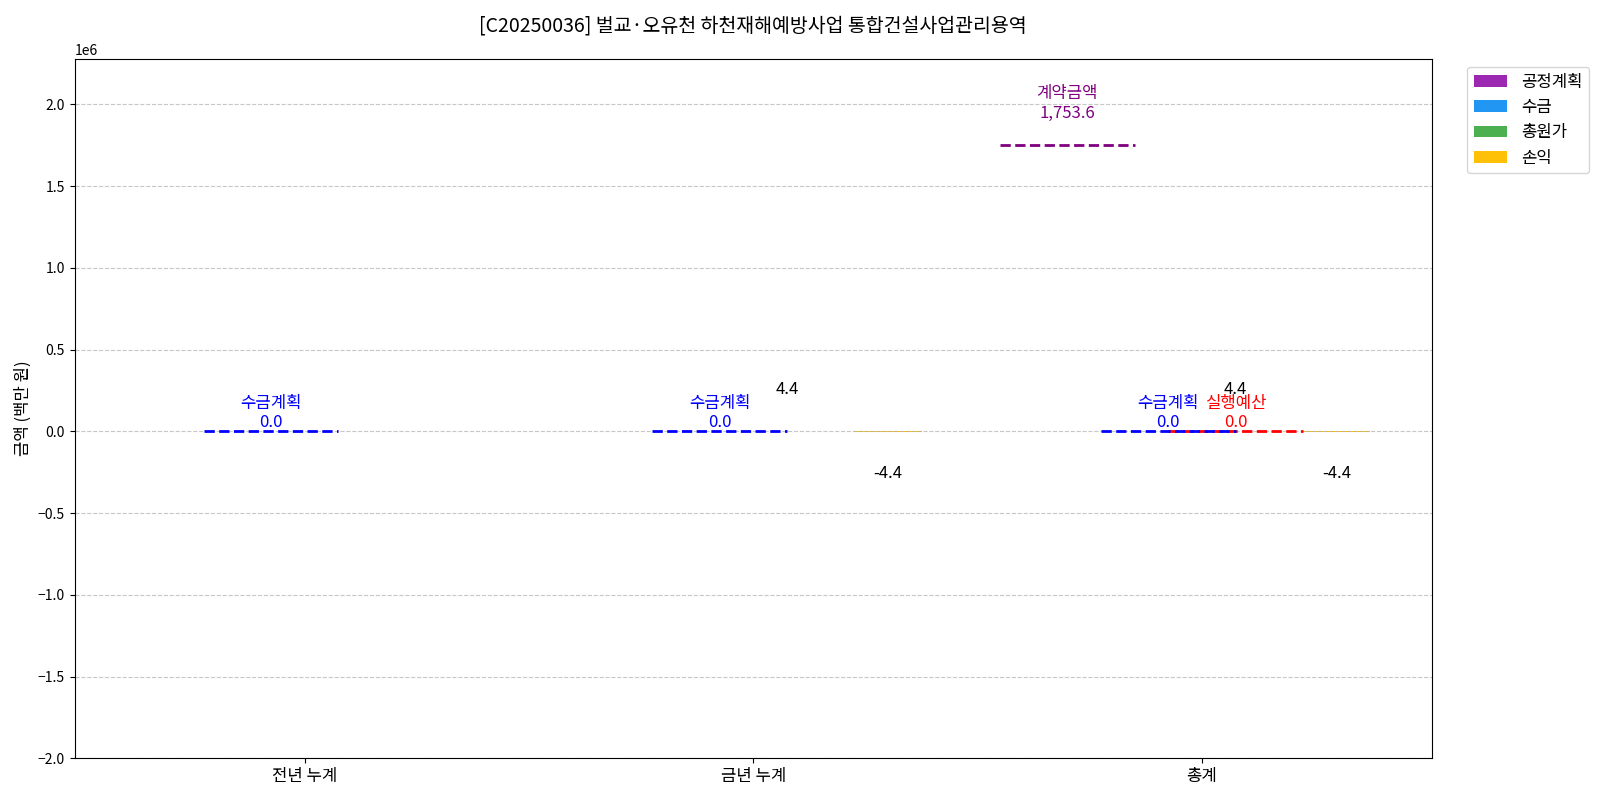 [C20250036] 벌교·오유천 하천재해예방사업 통합건설사업관리용역
1e6
금액 (백만 원)
2.0
1.5
1.0
0.5
0.0
−0.5
−1.0
−1.5
−2.0
계약금액
1,753.6
수금계획
0.0
수금계획
0.0
4.4
-4.4
수금계획
0.0
4.4
실행예산
0.0
-4.4
전년 누계
금년 누계
총계
공정계획
수금
총원가
손익